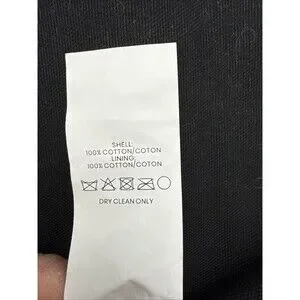 SHELL:
100% COTTON/COTON
LINING:
100% COTTON/COTON
DRY CLEAN ONLY